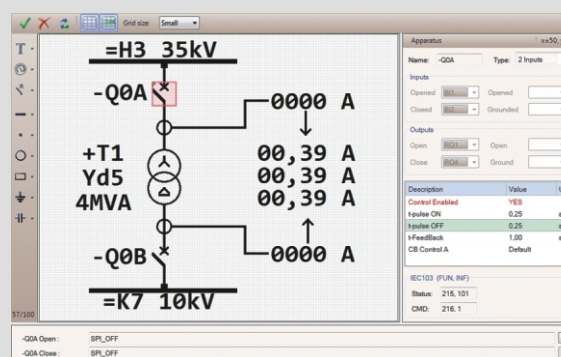 Grid size: Small
=H3 35kV
-Q0A
0000 A
+T1
Yd5
4MVA
00,39 A
00,39 A
00,39 A
-Q0B
0000 A
=K7 10kV
57/100
Apparatus
x=50,
Name: -Q0A Type: 2 Inputs
Inputs
Opened BI1 Opened
Closed BI2 Grounded
Outputs
Open Open
Close Ground
Description Value
Control Enabled YES
t-pulse ON 0,25
t-pulse OFF 0,25
t-FeedBack 1,00
CB Control A Default
IEC103 (FUN, INF)
Status: 215, 101
CMD: 216, 1
-Q0A Open : SPI_OFF
-Q0A Close : SPI_OFF